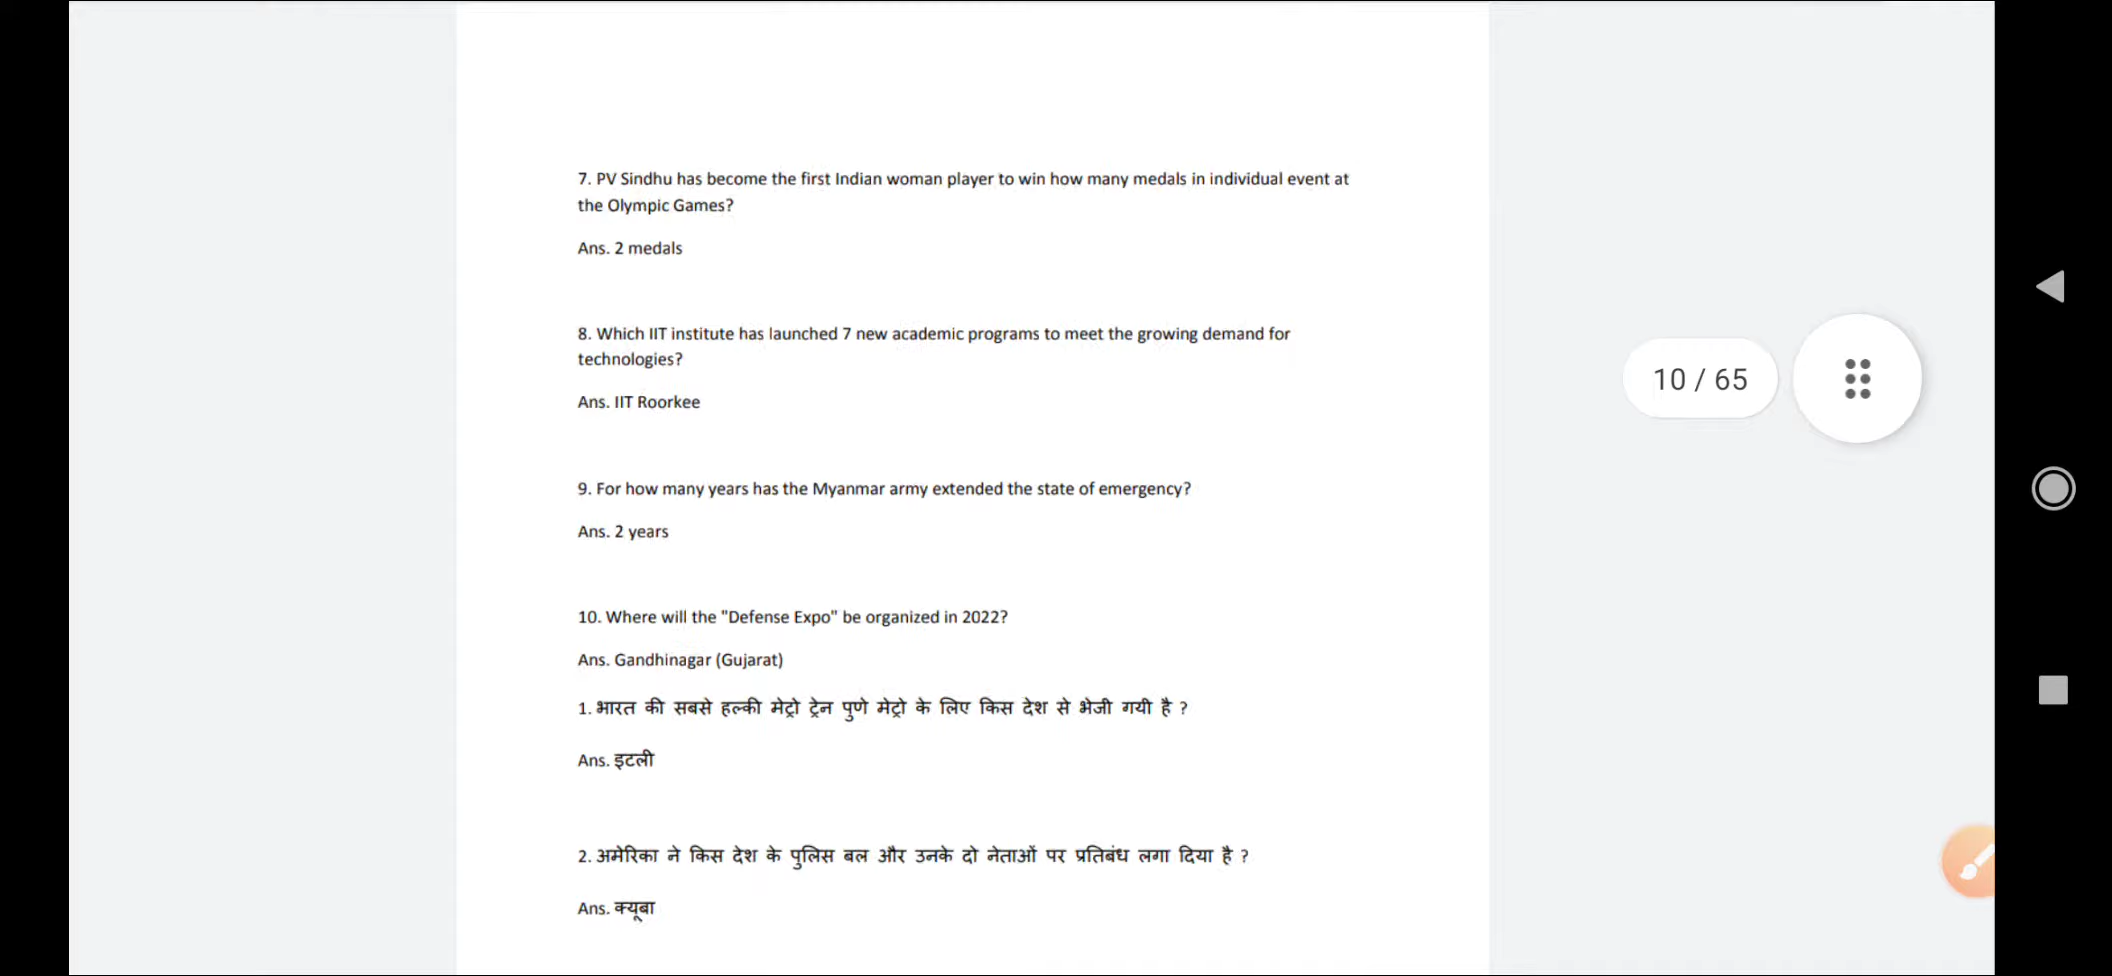 7. PV Sindhu has become the first Indian woman player to win how many medals in individual event at
the Olympic Games?
Ans. 2 medals
8. Which IIT institute has launched 7 new academic programs to meet the growing demand for
technologies?
Ans. IIT Roorkee
9. For how many years has the Myanmar army extended the state of emergency?
Ans. 2 years
10. Where will the "Defense Expo" be organized in 2022?
Ans. Gandhinagar (Gujarat)
1. भारत की सबसे हल्की मेट्रो ट्रेन पुणे मेट्रो के लिए किस देश से भेजी गयी है ?
Ans. इटली
2. अमेरिका ने किस देश के पुलिस बल और उनके दो नेताओं पर प्रतिबंध लगा दिया है ?
Ans. क्यूबा
10 / 65